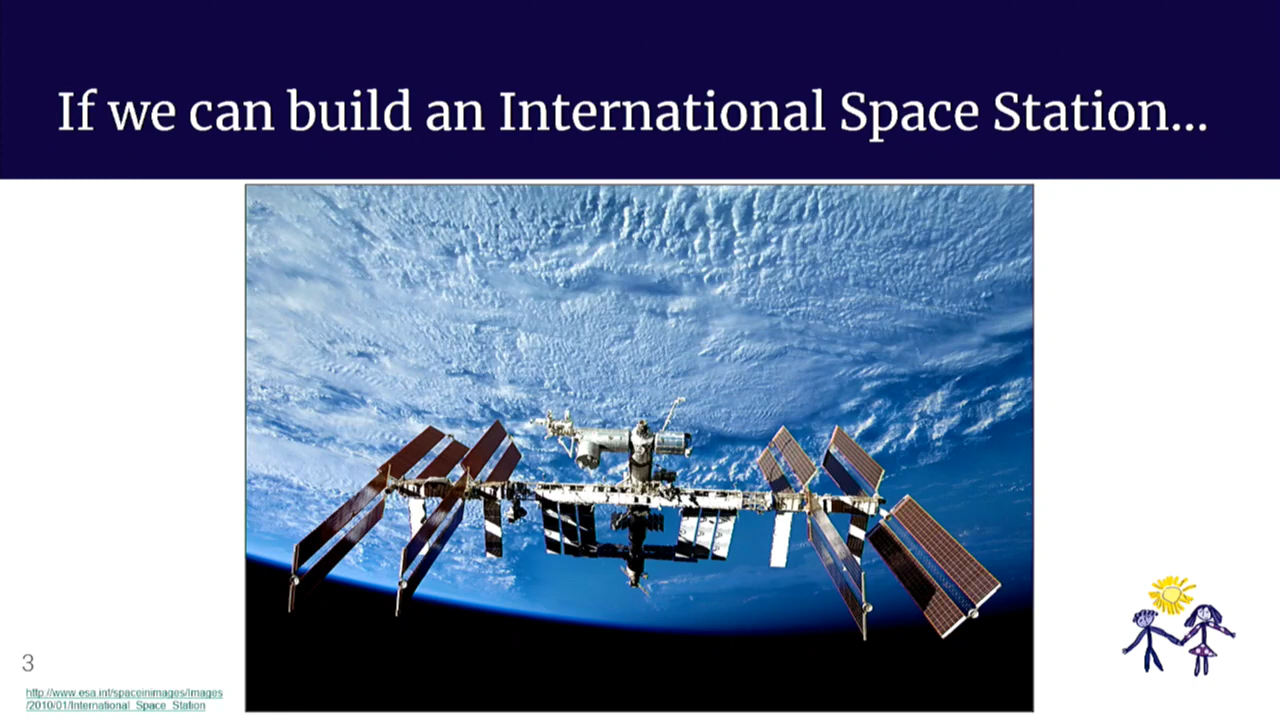 If we can build an International Space Station...
3
http://www.esa.int/spaceinimages/Images
/2010/01/International_Space_Station